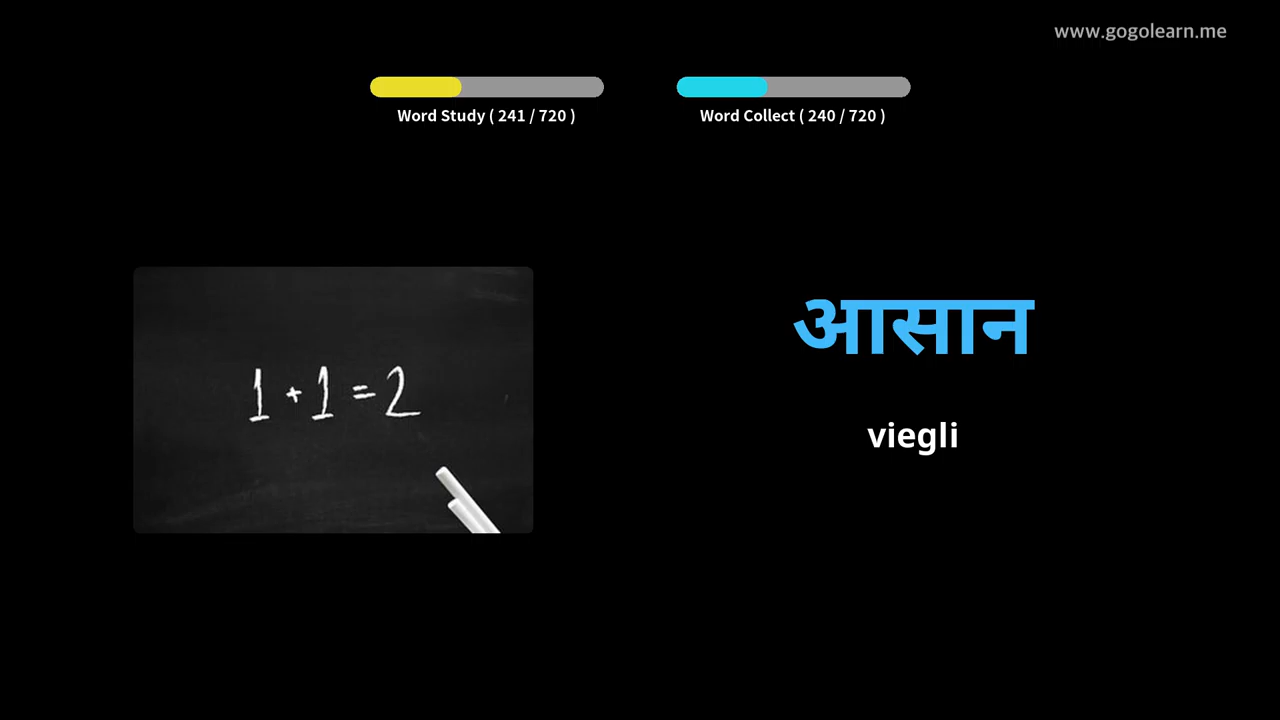 www.gogolearn.me
Word Study ( 241 / 720 )
Word Collect ( 240 / 720 )
1 + 1 = 2
आसान
viegli